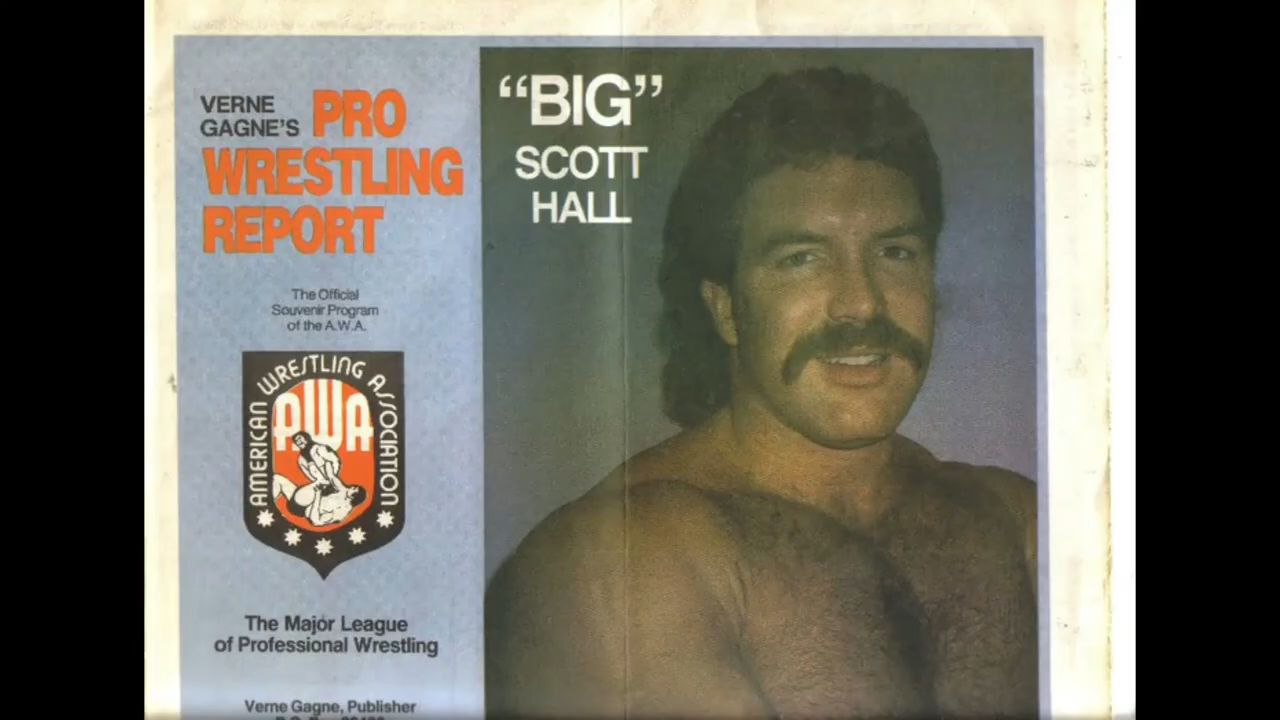 VERNE
GAGNE'S PRO
WRESTLING
REPORT
The Official
Souvenir Program
of the A.W.A.
AMERICAN WRESTLING ASSOCIATION
AWA
The Major League
of Professional Wrestling
Verne Gagne, Publisher
"BIG"
SCOTT
HALL